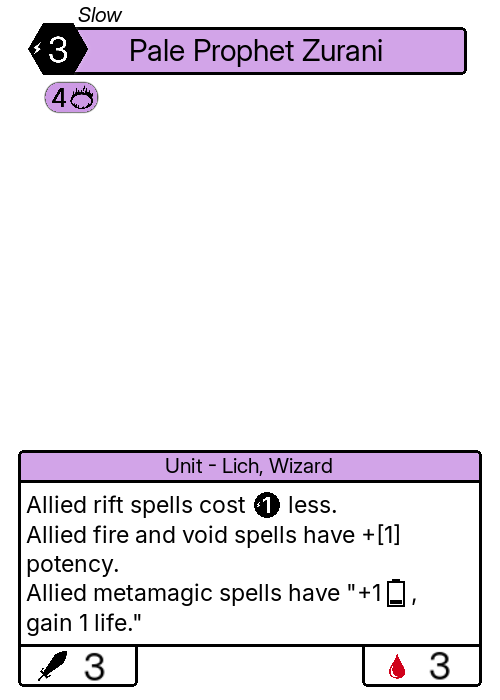 Slow
3 Pale Prophet Zurani
4
Unit - Lich, Wizard
Allied rift spells cost 1 less.
Allied fire and void spells have +[1]
potency.
Allied metamagic spells have "+1 ,
gain 1 life."
3 3